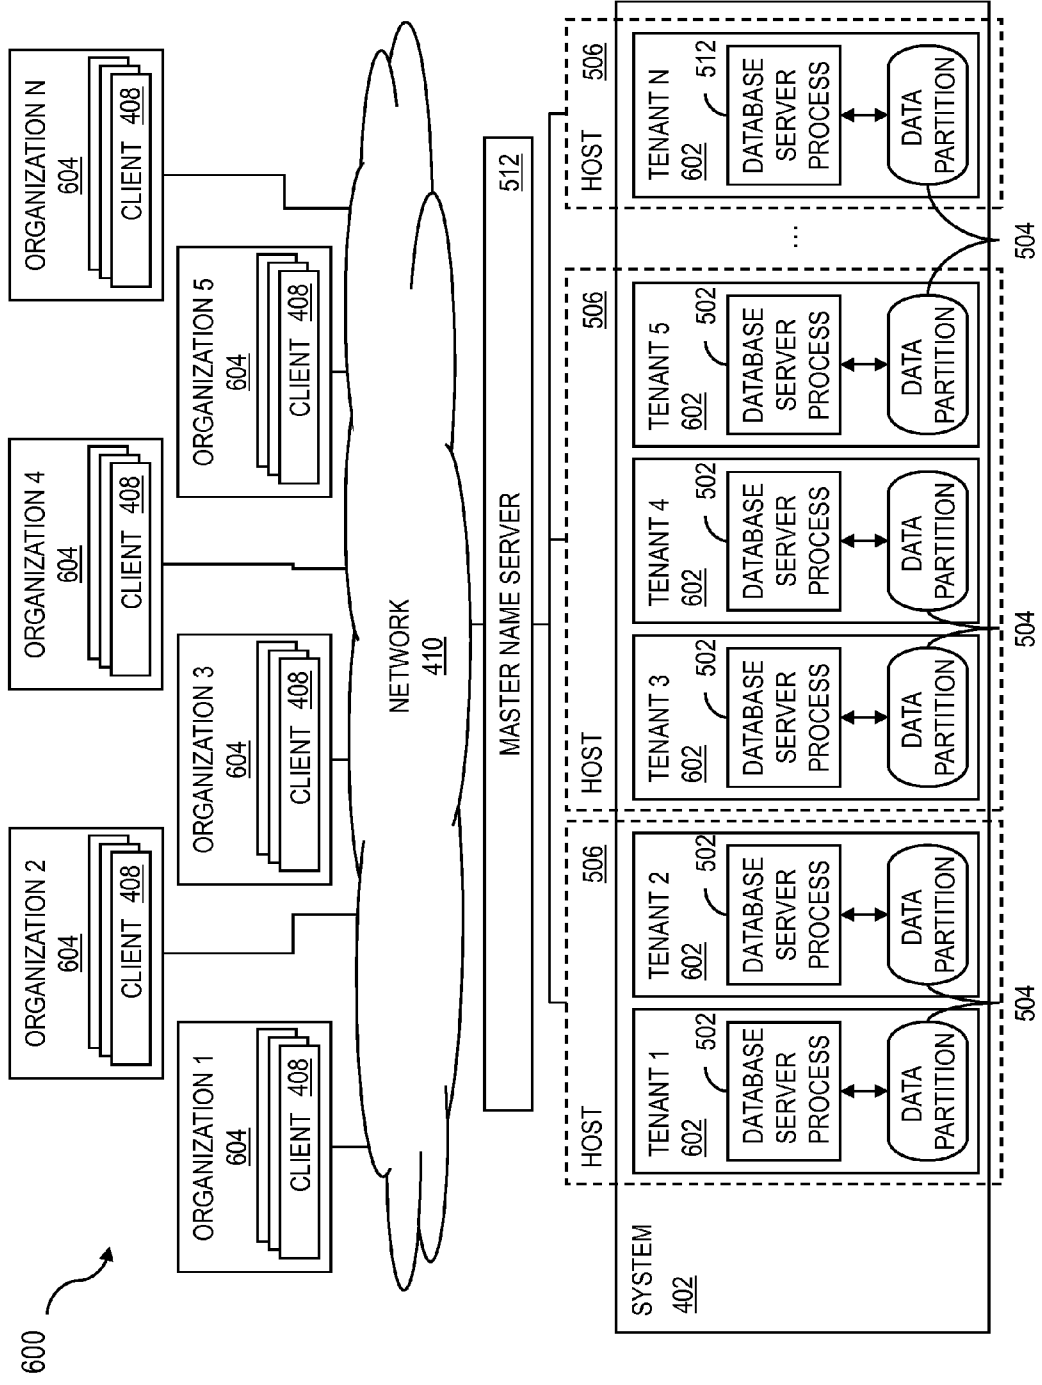 600
ORGANIZATION 1
604
CLIENT 408
ORGANIZATION 2
604
CLIENT 408
ORGANIZATION 3
604
CLIENT 408
ORGANIZATION 4
604
CLIENT 408
ORGANIZATION 5
604
CLIENT 408
ORGANIZATION N
604
CLIENT 408
NETWORK
410
MASTER NAME SERVER 512
SYSTEM
402
HOST 506
TENANT 1
602 502
DATABASE
SERVER
PROCESS
DATA
PARTITION
TENANT 2
602 502
DATABASE
SERVER
PROCESS
DATA
PARTITION
504
HOST 506
TENANT 3
602 502
DATABASE
SERVER
PROCESS
DATA
PARTITION
TENANT 4
602 502
DATABASE
SERVER
PROCESS
DATA
PARTITION
504
TENANT 5
602 502
DATABASE
SERVER
PROCESS
DATA
PARTITION
...
HOST 506
TENANT N
602 512
DATABASE
SERVER
PROCESS
DATA
PARTITION
504